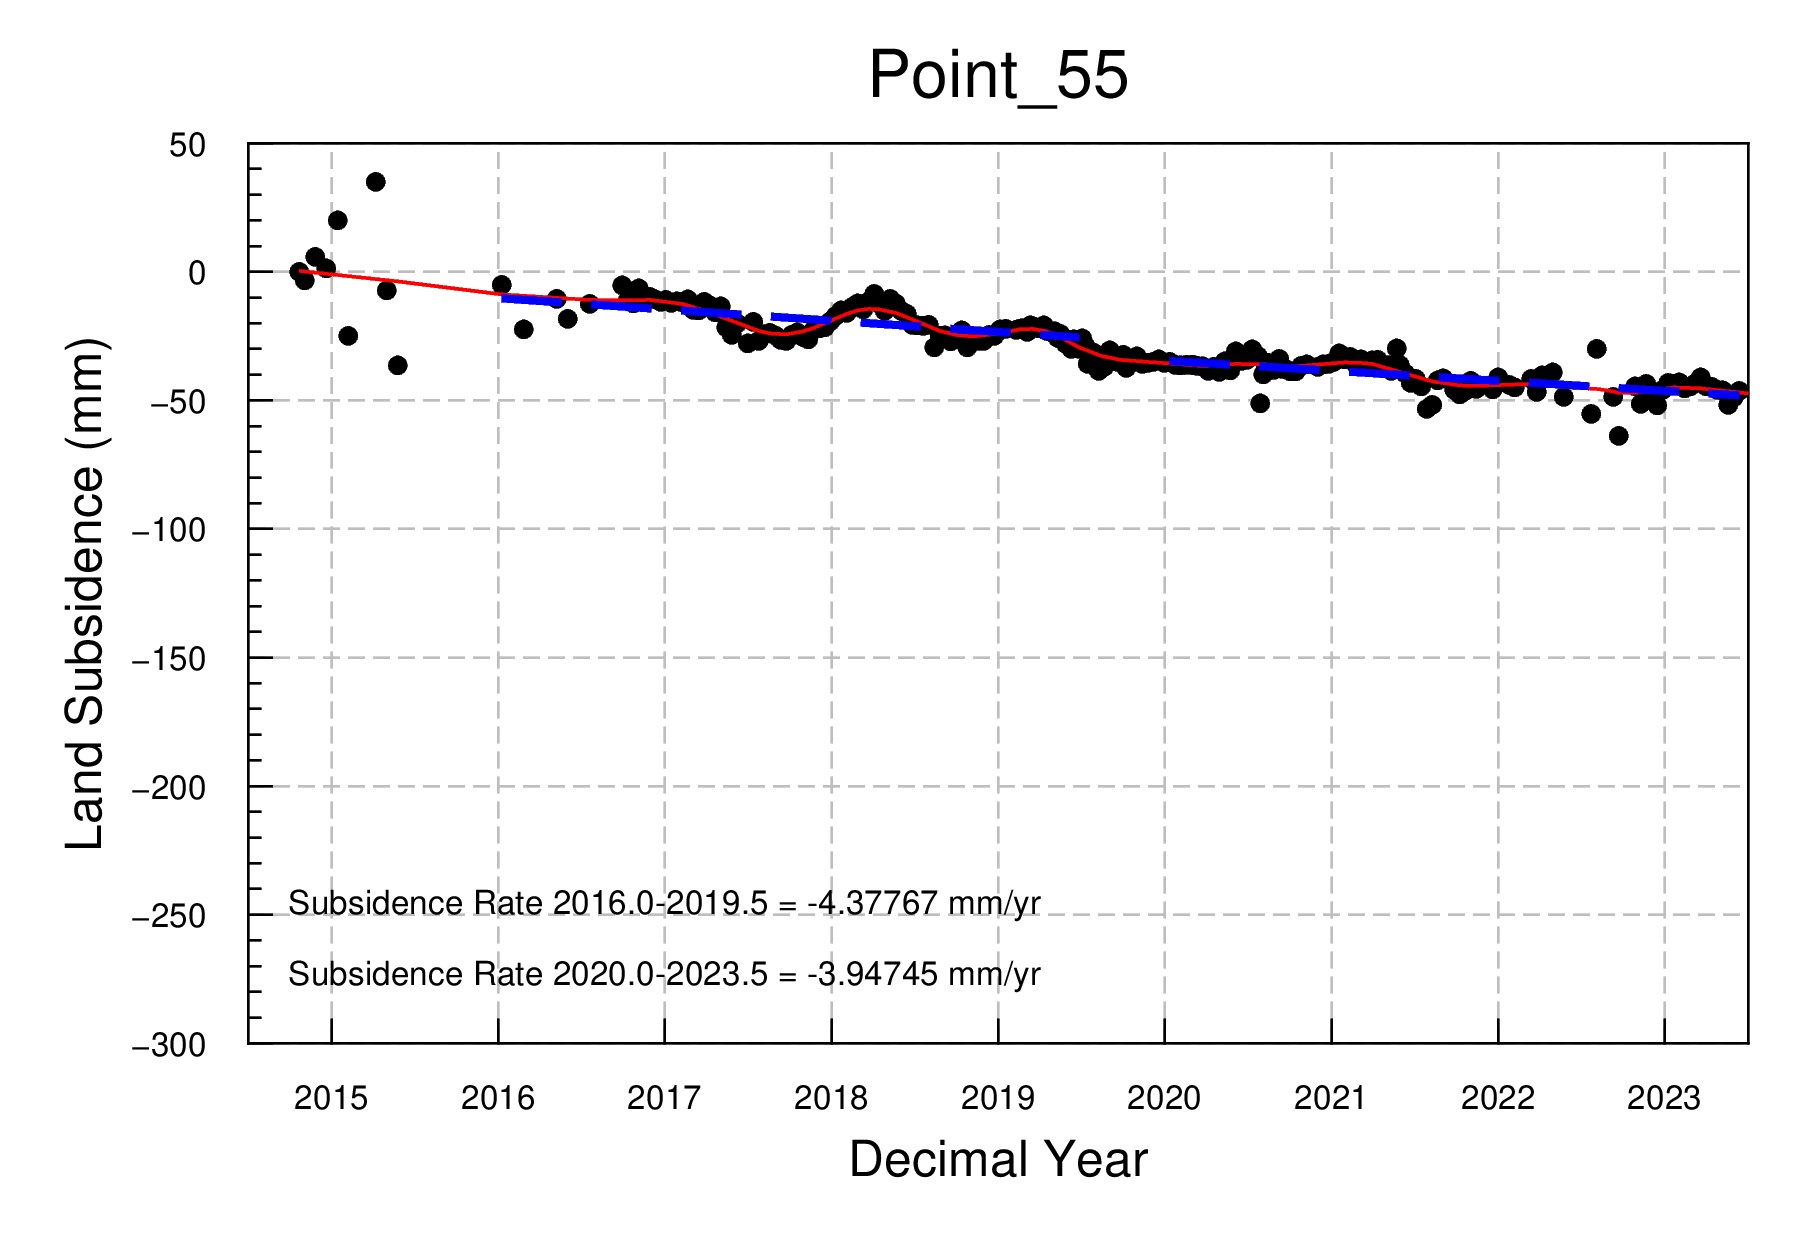 Point_55
50
0
−50
−100
−150
−200
−250
−300
Land Subsidence (mm)
Subsidence Rate 2016.0-2019.5 = -4.37767 mm/yr
Subsidence Rate 2020.0-2023.5 = -3.94745 mm/yr
2015 2016 2017 2018 2019 2020 2021 2022 2023
Decimal Year